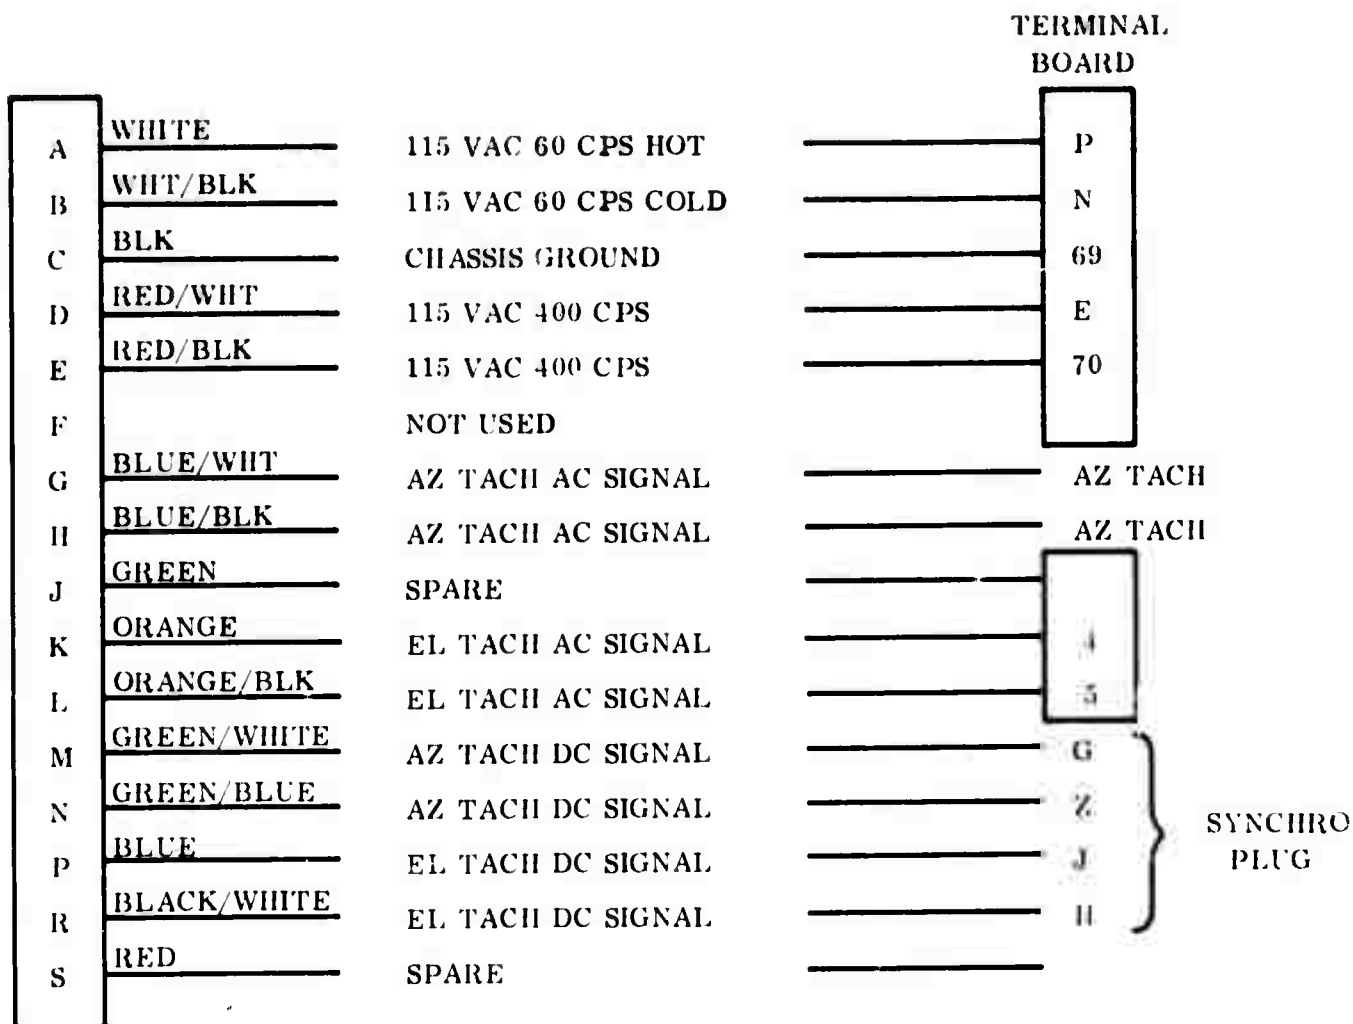 TERMINAL
BOARD
A WHITE 115 VAC 60 CPS HOT P
B WHT/BLK 115 VAC 60 CPS COLD N
C BLK CHASSIS GROUND 69
D RED/WHT 115 VAC 400 CPS E
E RED/BLK 115 VAC 400 CPS 70
F NOT USED
G BLUE/WHT AZ TACH AC SIGNAL AZ TACH
H BLUE/BLK AZ TACH AC SIGNAL AZ TACH
J GREEN SPARE
K ORANGE EL TACH AC SIGNAL 4
L ORANGE/BLK EL TACH AC SIGNAL 5
M GREEN/WHITE AZ TACH DC SIGNAL G
N GREEN/BLUE AZ TACH DC SIGNAL Z
P BLUE EL TACH DC SIGNAL J
R BLACK/WHITE EL TACH DC SIGNAL H
S RED SPARE
SYNCHRO
PLUG